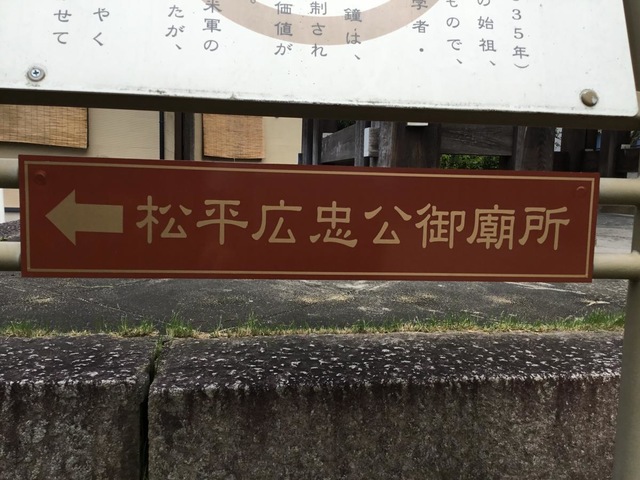 035年)
の始祖、
もので、
学者・
制され
鐘は、
価値が
米軍の
たが、
やく
せて
← 松平広忠公御廟所